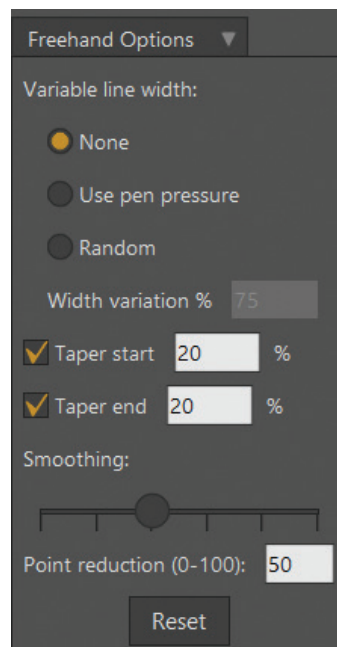 Freehand Options
Variable line width:
None
Use pen pressure
Random
Width variation % 75
Taper start 20 %
Taper end 20 %
Smoothing:
Point reduction (0-100): 50
Reset